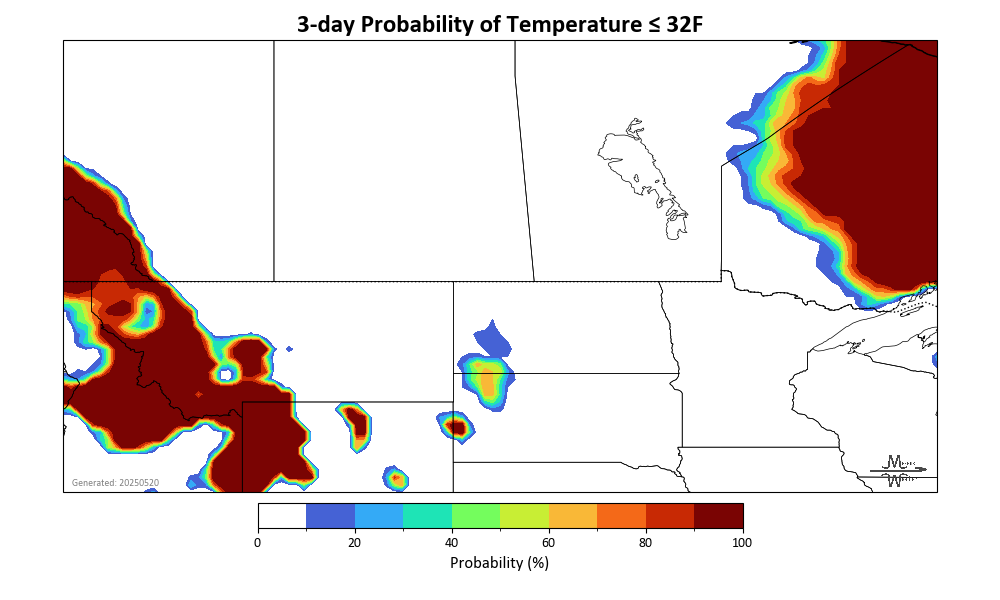 3-day Probability of Temperature ≤ 32F
Generated: 20250520
0 20 40 60 80 100
Probability (%)